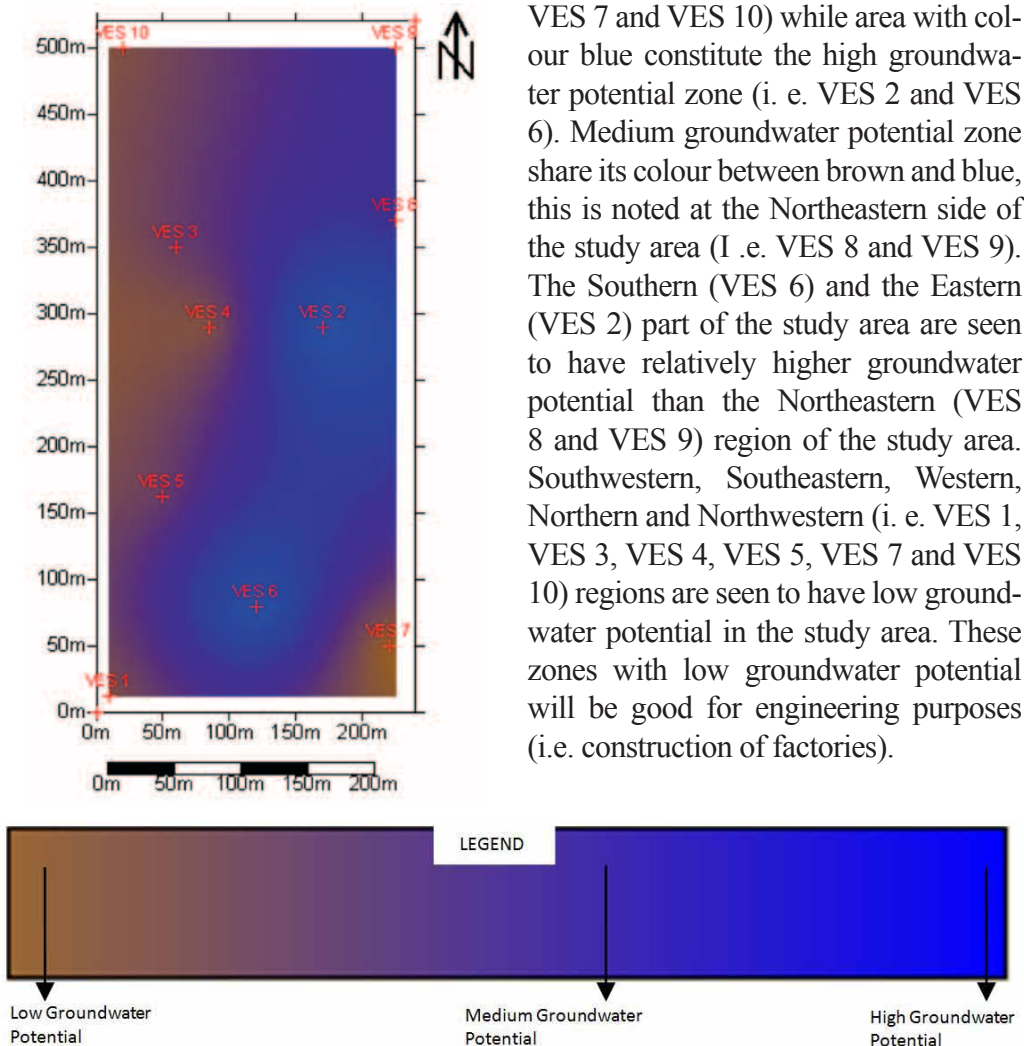 VES 10
VES 9
500m
N
450m
400m
VES 8
350m
VES 3
300m
VES 4
VES 2
250m
200m
VES 5
150m
100m
VES 6
50m
VES 7
VES 1
0m
0m 50m 100m 150m 200m
0m 50m 100m 150m 200m
VES 7 and VES 10) while area with col-
our blue constitute the high groundwa-
ter potential zone (i. e. VES 2 and VES
6). Medium groundwater potential zone
share its colour between brown and blue,
this is noted at the Northeastern side of
the study area (I .e. VES 8 and VES 9).
The Southern (VES 6) and the Eastern
(VES 2) part of the study area are seen
to have relatively higher groundwater
potential than the Northeastern (VES
8 and VES 9) region of the study area.
Southwestern, Southeastern, Western,
Northern and Northwestern (i. e. VES 1,
VES 3, VES 4, VES 5, VES 7 and VES
10) regions are seen to have low ground-
water potential in the study area. These
zones with low groundwater potential
will be good for engineering purposes
(i.e. construction of factories).
LEGEND
Low Groundwater
Potential
Medium Groundwater
Potential
High Groundwater
Potential